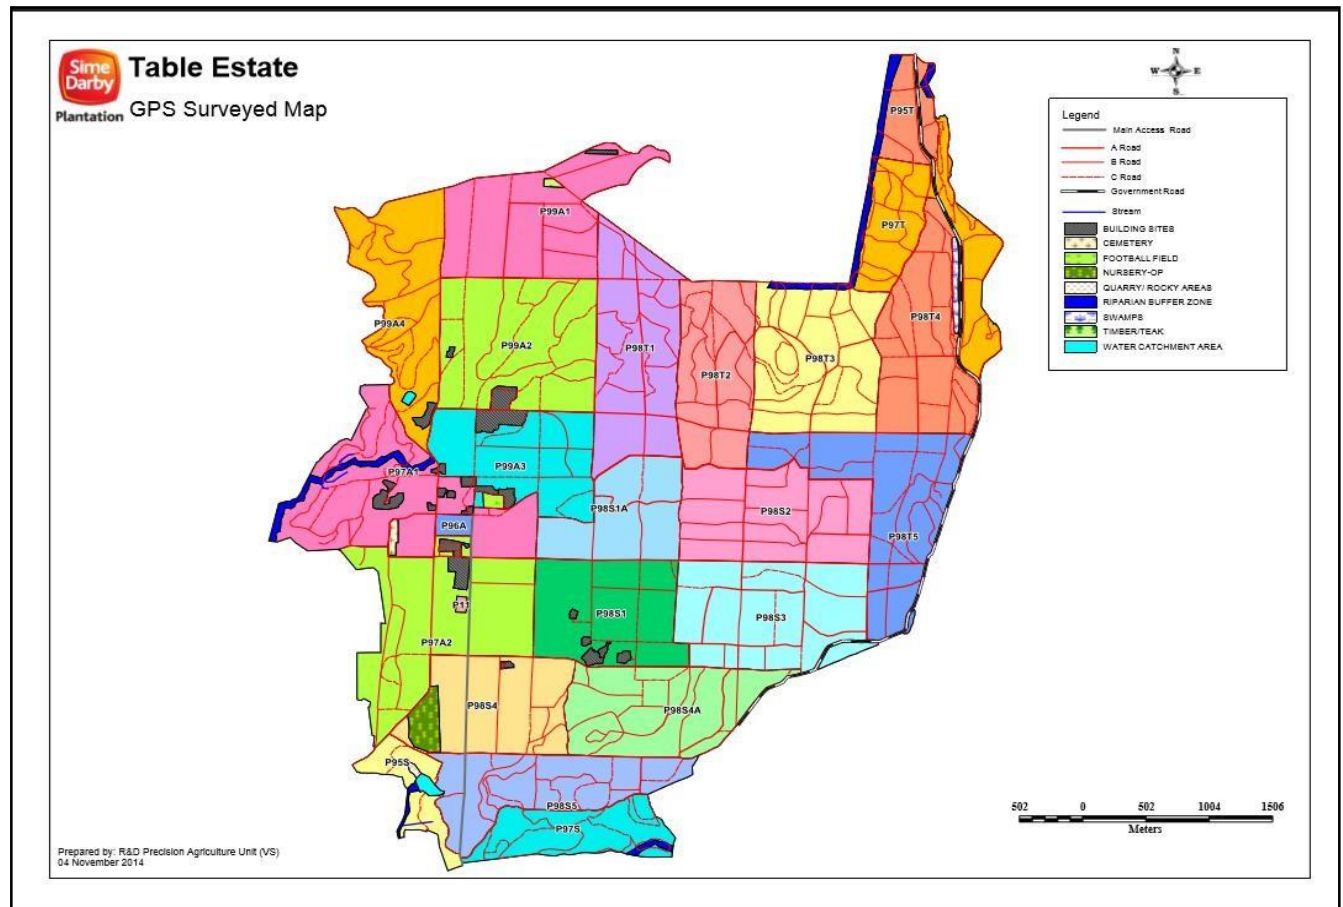 Sime
Darby
Plantation
Table Estate
GPS Surveyed Map
N
W
E
S
Legend
Main Access Road
A Road
B Road
C Road
Government Road
Stream
BUILDING SITES
CEMETERY
FOOTBALL FIELD
NURSERY-OP
QUARRY/ ROCKY AREAS
RIPARIAN BUFFER ZONE
SWAMPS
TIMBER/TEAK
WATER CATCHMENT AREA
P95T
P99A1
P97T
P98T4
P99A4
P99A2
P98T1
P98T3
P98T2
P99A3
P97A1
P98S1A
P98S2
P96A
P98T5
P11
P98S1
P98S3
P97A2
P98S4
P98S4A
P95S
P98S5
P97S
502 0 502 1004 1506
Meters
Prepared by: R&D Precision Agriculture Unit (VS)
04 November 2014